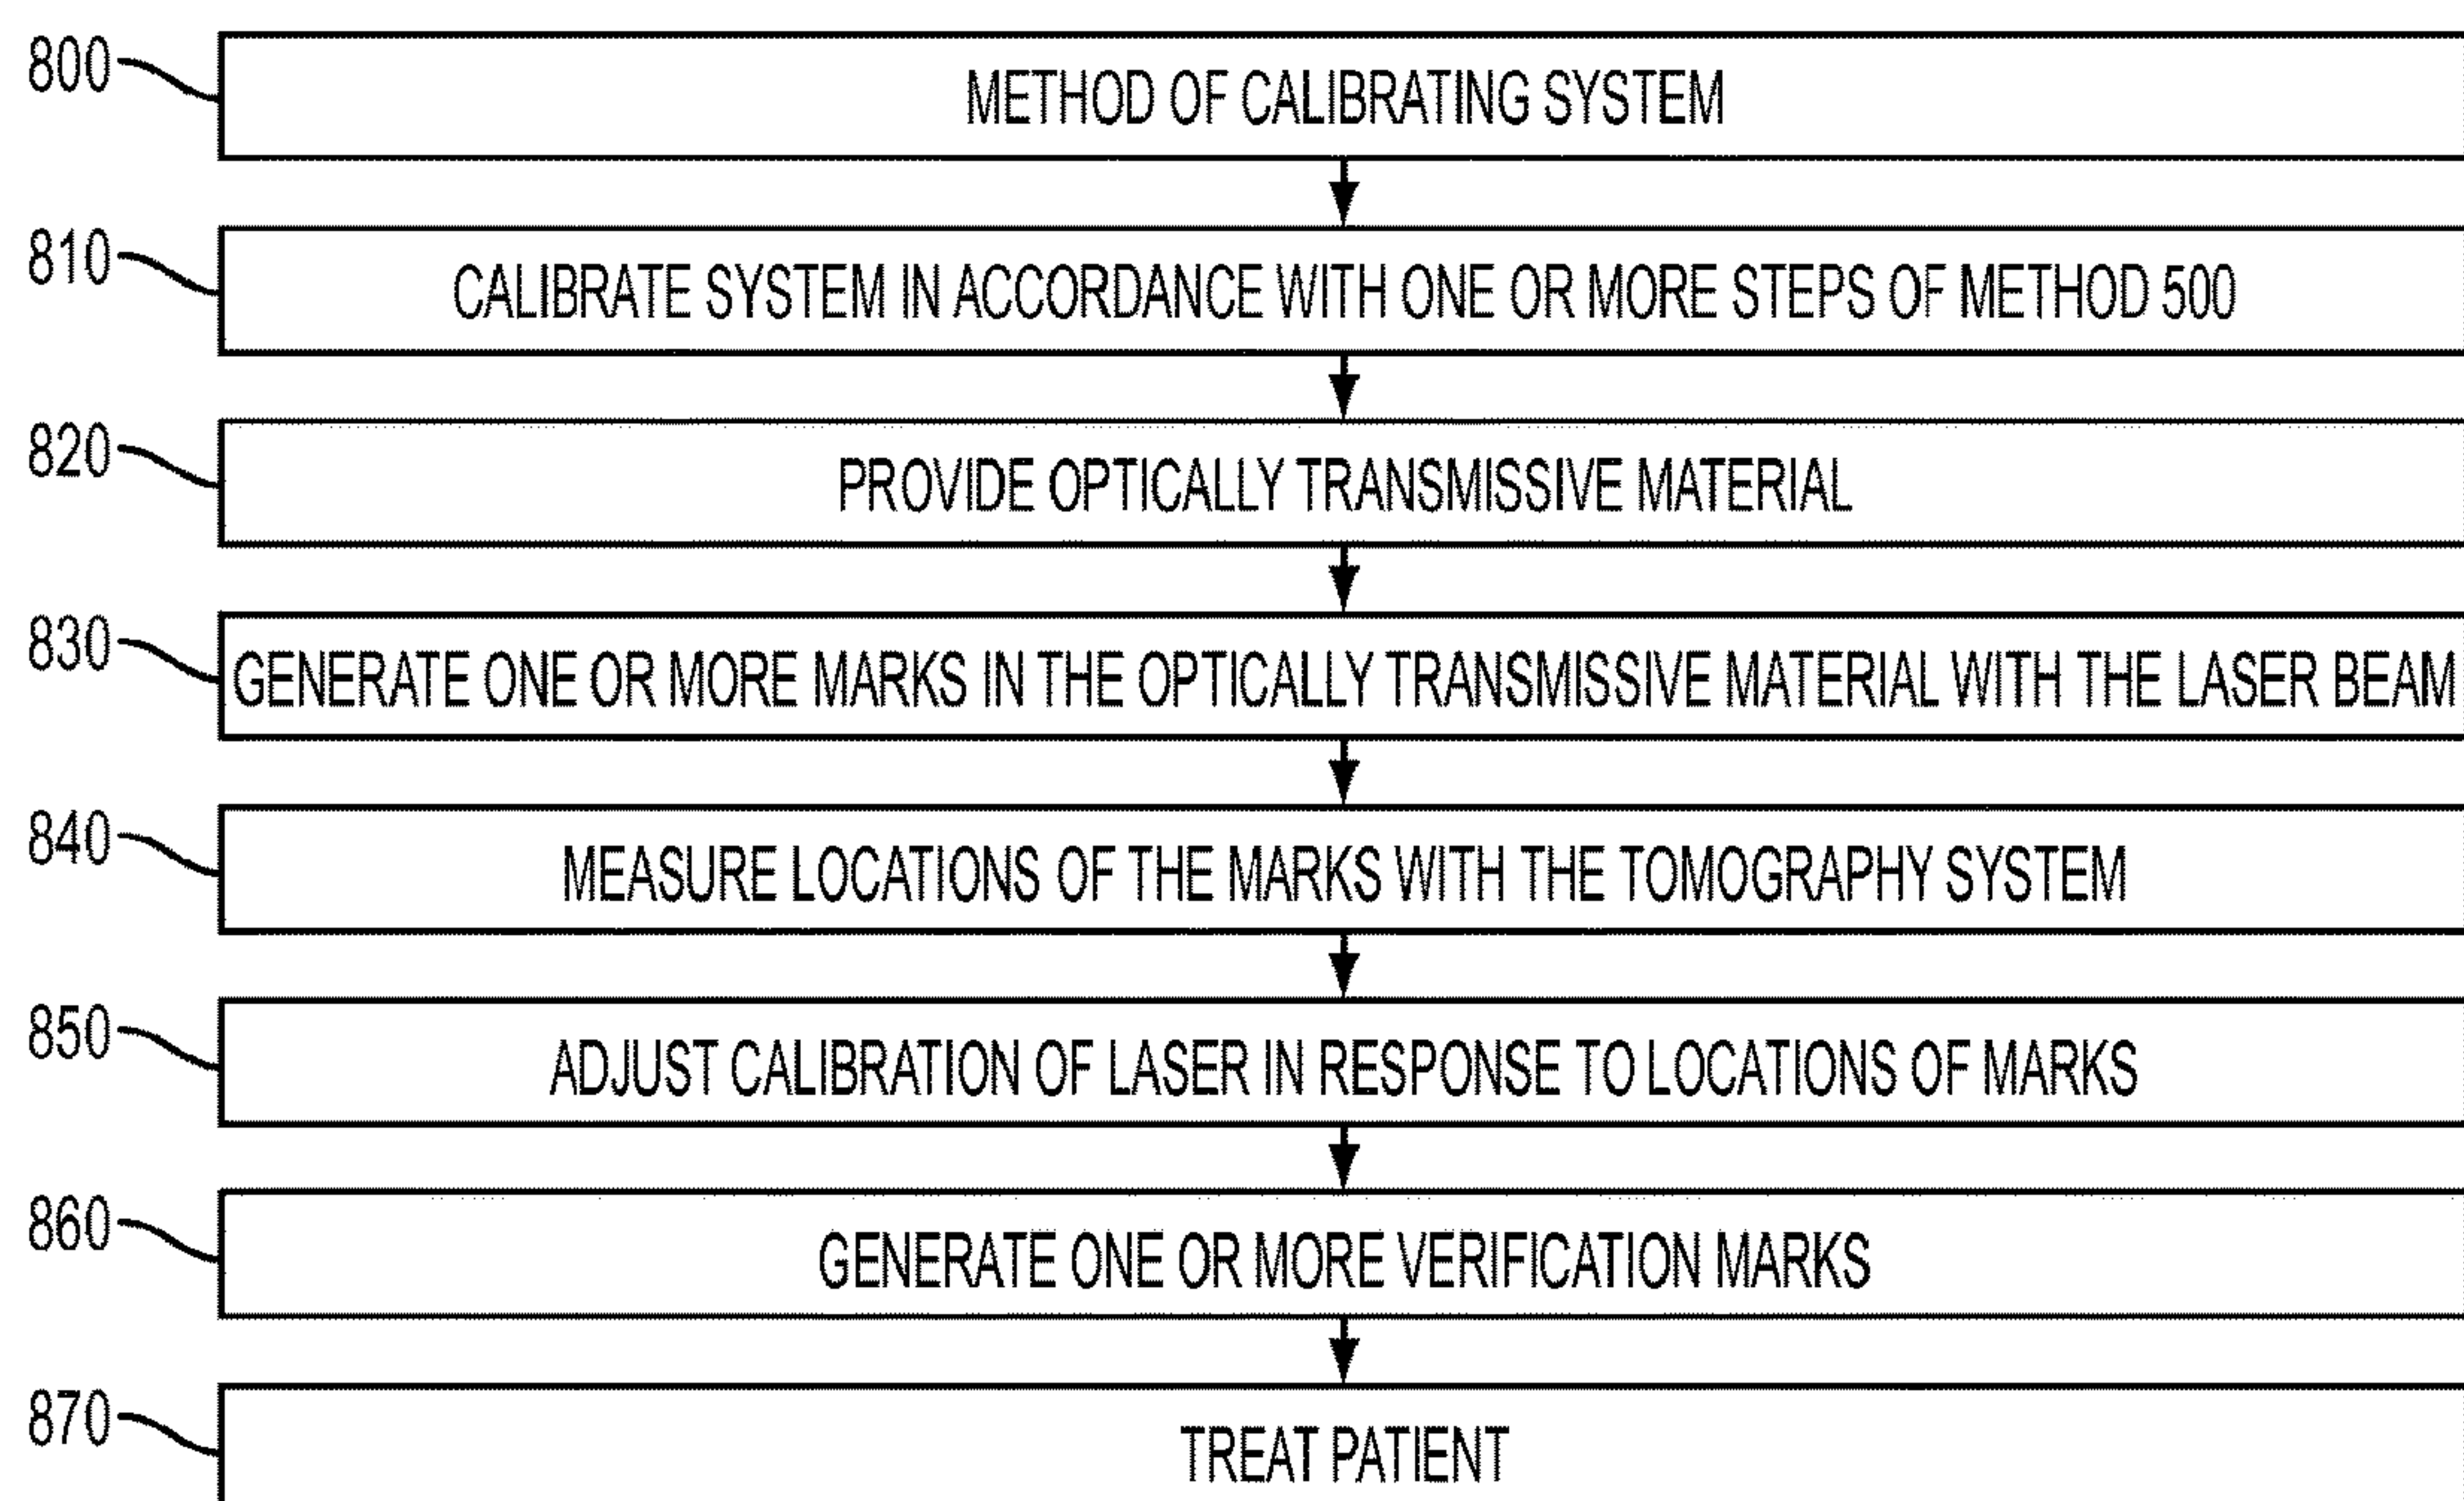 800 METHOD OF CALIBRATING SYSTEM
810 CALIBRATE SYSTEM IN ACCORDANCE WITH ONE OR MORE STEPS OF METHOD 500
820 PROVIDE OPTICALLY TRANSMISSIVE MATERIAL
830 GENERATE ONE OR MORE MARKS IN THE OPTICALLY TRANSMISSIVE MATERIAL WITH THE LASER BEAM
840 MEASURE LOCATIONS OF THE MARKS WITH THE TOMOGRAPHY SYSTEM
850 ADJUST CALIBRATION OF LASER IN RESPONSE TO LOCATIONS OF MARKS
860 GENERATE ONE OR MORE VERIFICATION MARKS
870 TREAT PATIENT